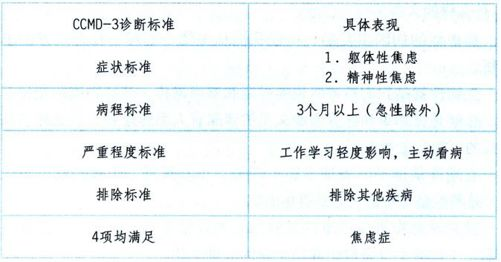 CCMD-3诊断标准
具体表现
症状标准
1. 躯体性焦虑
2. 精神性焦虑
病程标准
3个月以上（急性除外）
严重程度标准
工作学习轻度影响，主动看病
排除标准
排除其他疾病
4项均满足
焦虑症